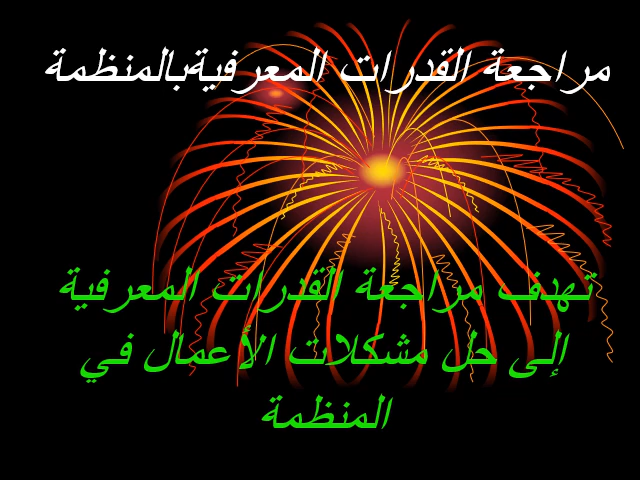 مراجعة القدرات المعرفيةبالمنظمة
تهدف مراجعة القدرات المعرفية
إلى حل مشكلات الأعمال في
المنظمة